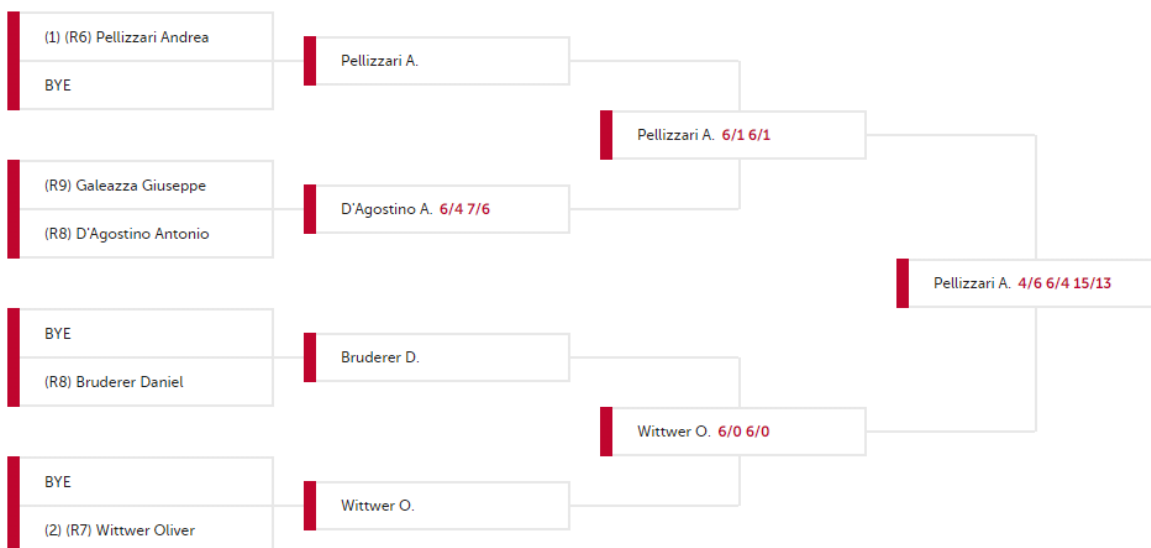 (1) (R6) Pellizzari Andrea
BYE
Pellizzari A.
Pellizzari A. 6/1 6/1
(R9) Galeazza Giuseppe
(R8) D'Agostino Antonio
D'Agostino A. 6/4 7/6
Pellizzari A. 4/6 6/4 15/13
BYE
(R8) Bruderer Daniel
Bruderer D.
Wittwer O. 6/0 6/0
BYE
(2) (R7) Wittwer Oliver
Wittwer O.